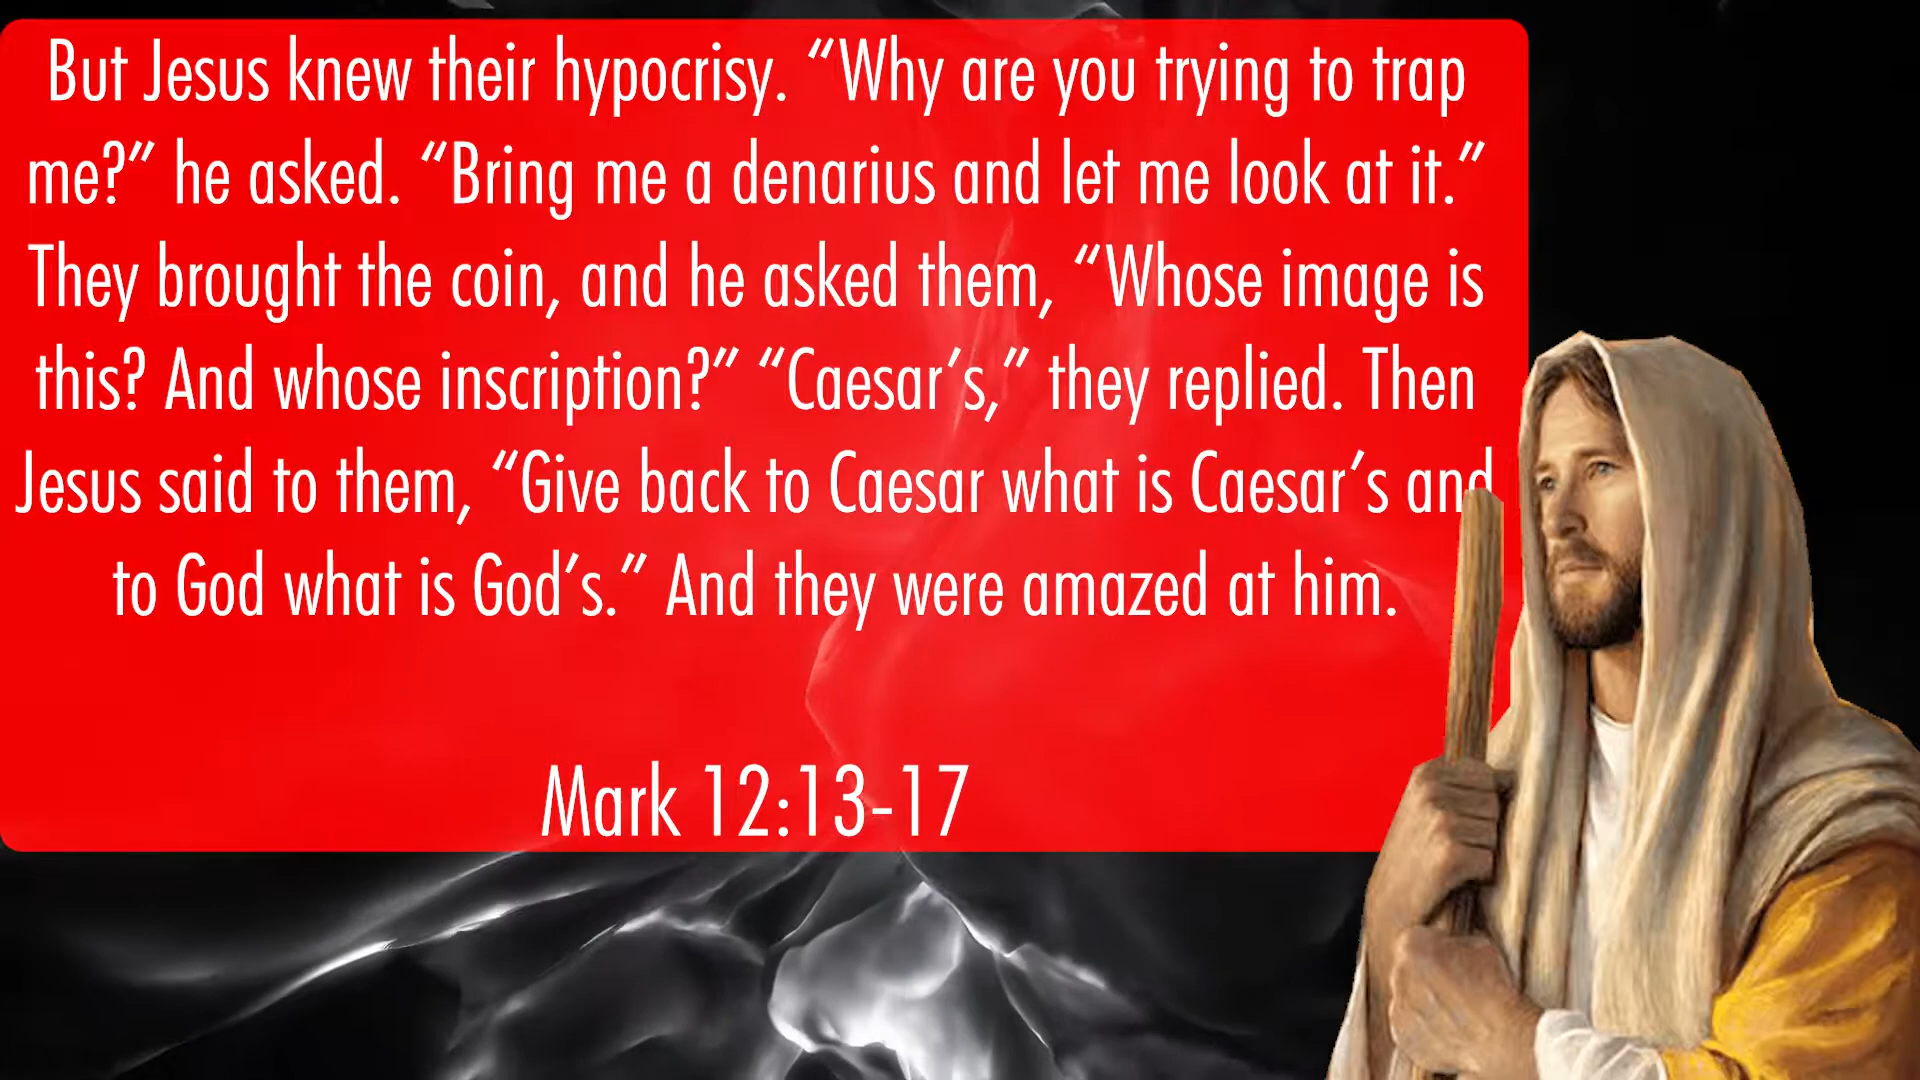 But Jesus knew their hypocrisy. “Why are you trying to trap
me?” he asked. “Bring me a denarius and let me look at it.”
They brought the coin, and he asked them, “Whose image is
this? And whose inscription?” “Caesar’s,” they replied. Then
Jesus said to them, “Give back to Caesar what is Caesar’s and
to God what is God’s.” And they were amazed at him.
Mark 12:13-17